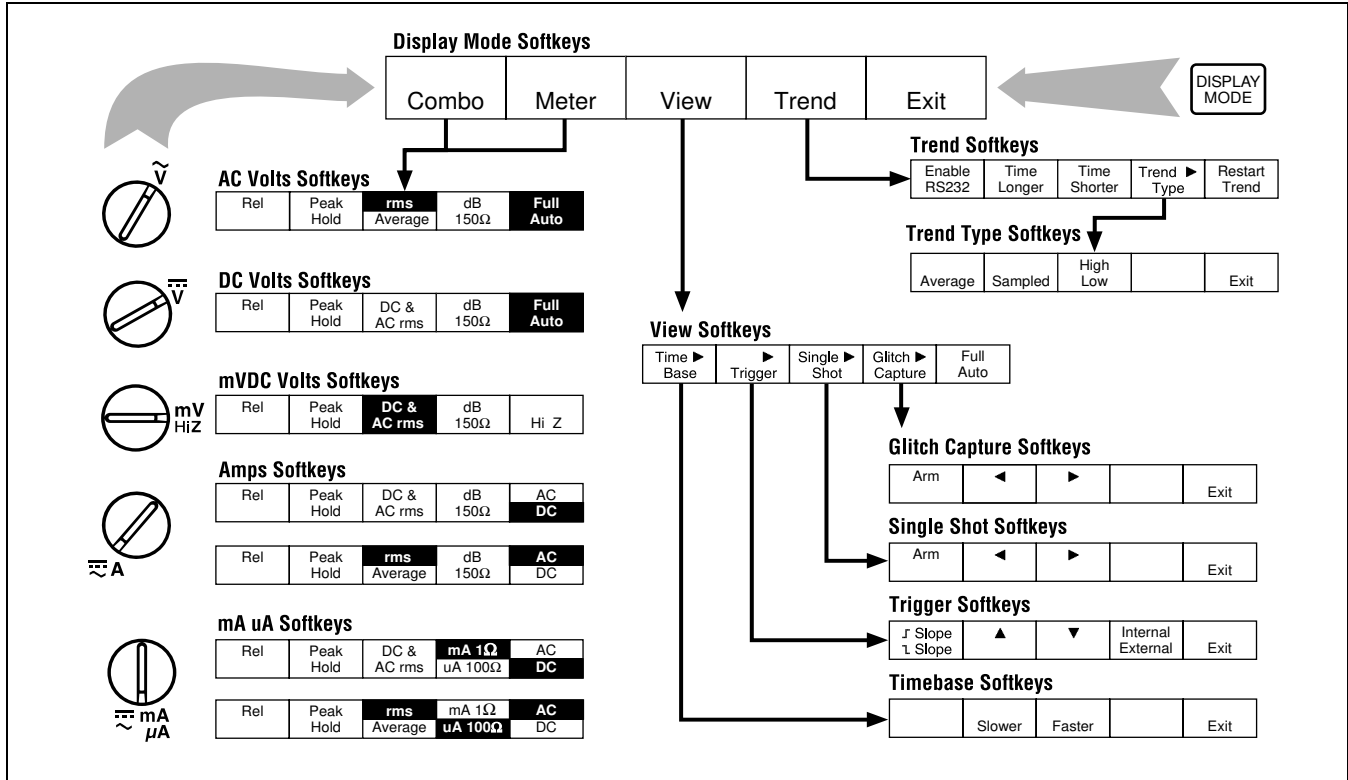 Display Mode Softkeys
Combo Meter View Trend Exit
DISPLAY
MODE
V
AC Volts Softkeys
Rel Peak Hold rms Average dB 150Ω Full Auto
V
DC Volts Softkeys
Rel Peak Hold DC & AC rms dB 150Ω Full Auto
mV
HiZ
mVDC Volts Softkeys
Rel Peak Hold DC & AC rms dB 150Ω Hi Z
A
Amps Softkeys
Rel Peak Hold DC & AC rms dB 150Ω AC DC
Rel Peak Hold rms Average dB 150Ω AC DC
mA
µA
mA uA Softkeys
Rel Peak Hold DC & AC rms mA 1Ω uA 100Ω AC DC
Rel Peak Hold rms Average mA 1Ω uA 100Ω AC DC
Trend Softkeys
Enable RS232 Time Longer Time Shorter Trend ► Type Restart Trend
Trend Type Softkeys
Average Sampled High Low Exit
View Softkeys
Time ► Base ► Trigger Single ► Shot Glitch ► Capture Full Auto
Glitch Capture Softkeys
Arm ◄ ► Exit
Single Shot Softkeys
Arm ◄ ► Exit
Trigger Softkeys
Slope Slope ▲ ▼ Internal External Exit
Timebase Softkeys
Slower Faster Exit